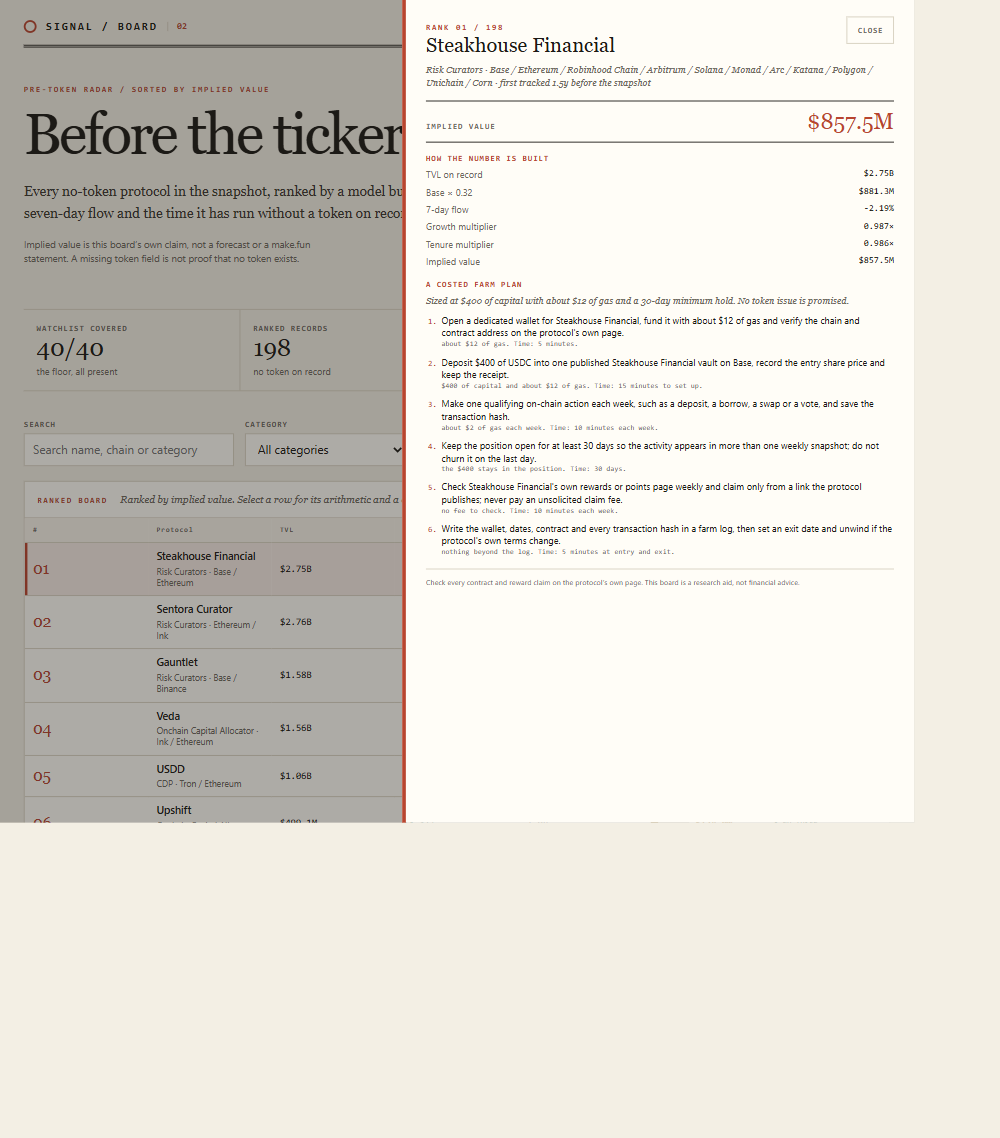 SIGNAL / BOARD
02
PRE-TOKEN RADAR / SORTED BY IMPLIED VALUE
Before the ticker
Every no-token protocol in the snapshot, ranked by a model bu
seven-day flow and the time it has run without a token on reco
Implied value is this board's own claim, not a forecast or a make.fun
statement. A missing token field is not proof that no token exists.
WATCHLIST COVERED
40/40
the floor, all present
RANKED RECORDS
198
no token on record
SEARCH
Search name, chain or category
CATEGORY
All categories
RANKED BOARD
Ranked by implied value. Select a row for its arithmetic and a
# Protocol TVL
01
Steakhouse Financial
Risk Curators · Base /
Ethereum
$2.75B
02
Sentora Curator
Risk Curators · Ethereum /
Ink
$2.76B
03
Gauntlet
Risk Curators · Base /
Binance
$1.58B
04
Veda
Onchain Capital Allocator ·
Ink / Ethereum
$1.56B
05
USDD
CDP · Tron / Ethereum
$1.06B
06
Upshift
RANK 01 / 198
Steakhouse Financial
CLOSE
Risk Curators · Base / Ethereum / Robinhood Chain / Arbitrum / Solana / Monad / Arc / Katana / Polygon /
Unichain / Corn · first tracked 1.5y before the snapshot
IMPLIED VALUE
$857.5M
HOW THE NUMBER IS BUILT
TVL on record $2.75B
Base × 0.32 $881.3M
7-day flow -2.19%
Growth multiplier 0.987×
Tenure multiplier 0.986×
Implied value $857.5M
A COSTED FARM PLAN
Sized at $400 of capital with about $12 of gas and a 30-day minimum hold. No token issue is promised.
1. Open a dedicated wallet for Steakhouse Financial, fund it with about $12 of gas and verify the chain and
contract address on the protocol's own page.
about $12 of gas. Time: 5 minutes.
2. Deposit $400 of USDC into one published Steakhouse Financial vault on Base, record the entry share price and
keep the receipt.
$400 of capital and about $12 of gas. Time: 15 minutes to set up.
3. Make one qualifying on-chain action each week, such as a deposit, a borrow, a swap or a vote, and save the
transaction hash.
about $2 of gas each week. Time: 10 minutes each week.
4. Keep the position open for at least 30 days so the activity appears in more than one weekly snapshot; do not
churn it on the last day.
the $400 stays in the position. Time: 30 days.
5. Check Steakhouse Financial's own rewards or points page weekly and claim only from a link the protocol
publishes; never pay an unsolicited claim fee.
no fee to check. Time: 10 minutes each week.
6. Write the wallet, dates, contract and every transaction hash in a farm log, then set an exit date and unwind if the
protocol's own terms change.
nothing beyond the log. Time: 5 minutes at entry and exit.
Check every contract and reward claim on the protocol's own page. This board is a research aid, not financial advice.